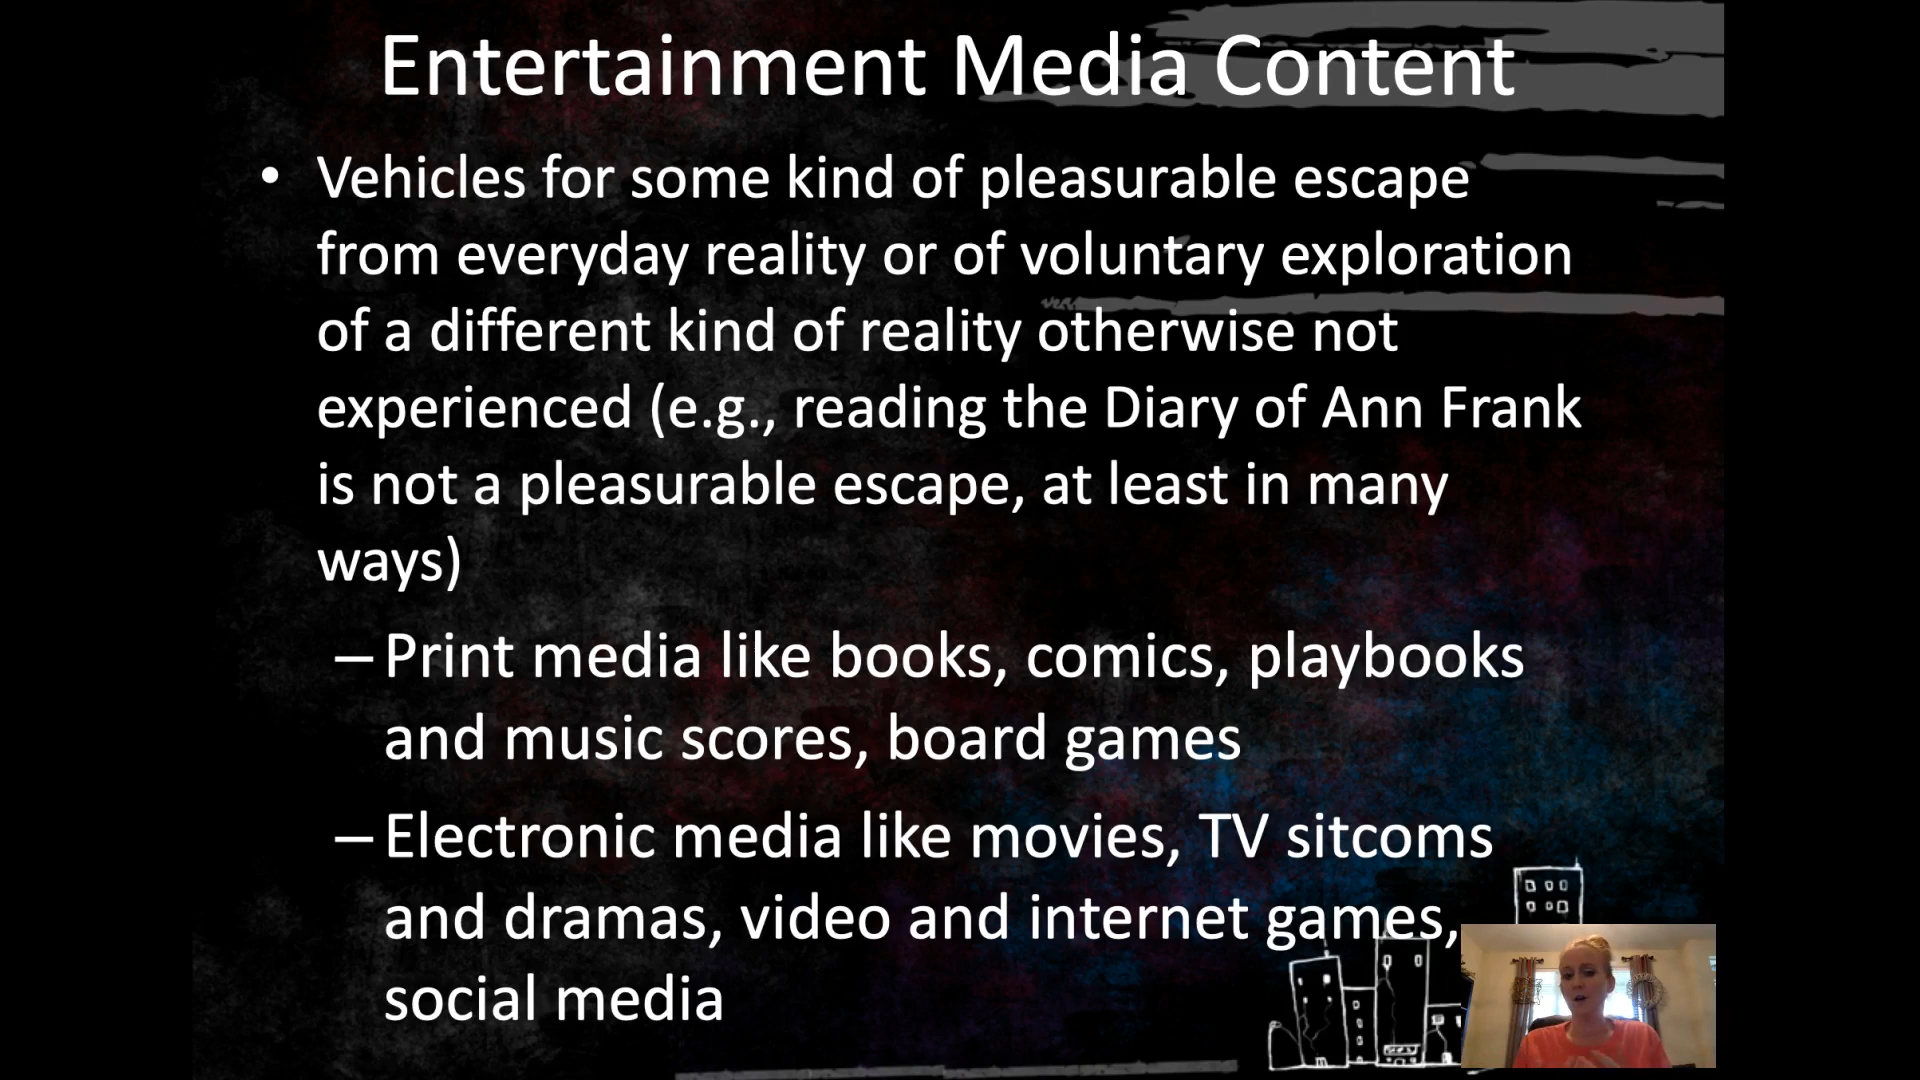 Entertainment Media Content
• Vehicles for some kind of pleasurable escape
from everyday reality or of voluntary exploration
of a different kind of reality otherwise not
experienced (e.g., reading the Diary of Ann Frank
is not a pleasurable escape, at least in many
ways)
– Print media like books, comics, playbooks
and music scores, board games
– Electronic media like movies, TV sitcoms
and dramas, video and internet games,
social media